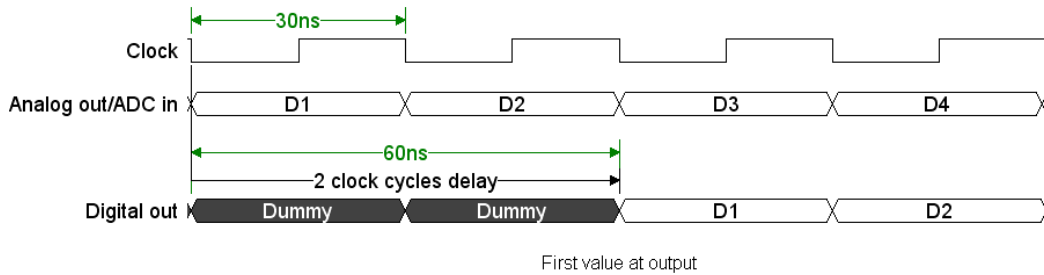 30ns
Clock
Analog out/ADC in D1 D2 D3 D4
60ns
2 clock cycles delay
Digital out Dummy Dummy D1 D2
First value at output